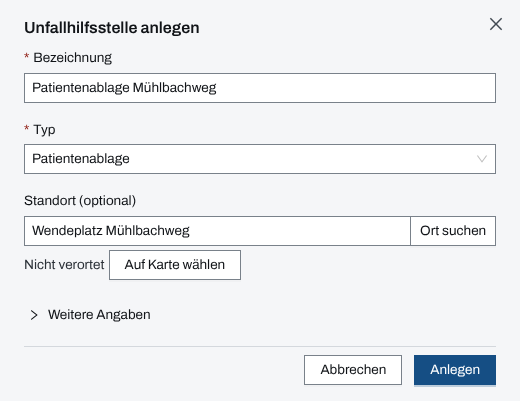 Unfallhilfsstelle anlegen
* Bezeichnung
Patientenablage Mühlbachweg
* Typ
Patientenablage
Standort (optional)
Wendeplatz Mühlbachweg
Ort suchen
Nicht verortet
Auf Karte wählen
Weitere Angaben
Abbrechen
Anlegen